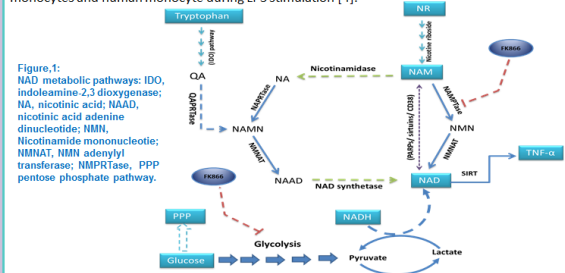 monocytes and human monocyte during LPS stimulation [4].
Tryptophan
NR
(IDO) pathway
Nicotine riboside
FK866
Figure,1:
NAD metabolic pathways: IDO,
indoleamine-2,3 dioxygenase;
NA, nicotinic acid; NAAD,
nicotinic acid adenine
dinucleotide; NMN,
Nicotinamide mononucleotie;
NMNAT, NMN adenylyl
transferase; NMPRTase, PPP
pentose phosphate pathway.
QA
NA
Nicotinamidase
NAM
QAPRTase
NAPRTase
(PARPs/ sirtuins/ CD38)
NAMPTase
NAMN
NMN
NMNAT
NMNAT
TNF-α
SIRT
FK866
NAAD
NAD synthetase
NAD
PPP
NADH
Glycolysis
Glucose
Pyruvate
Lactate